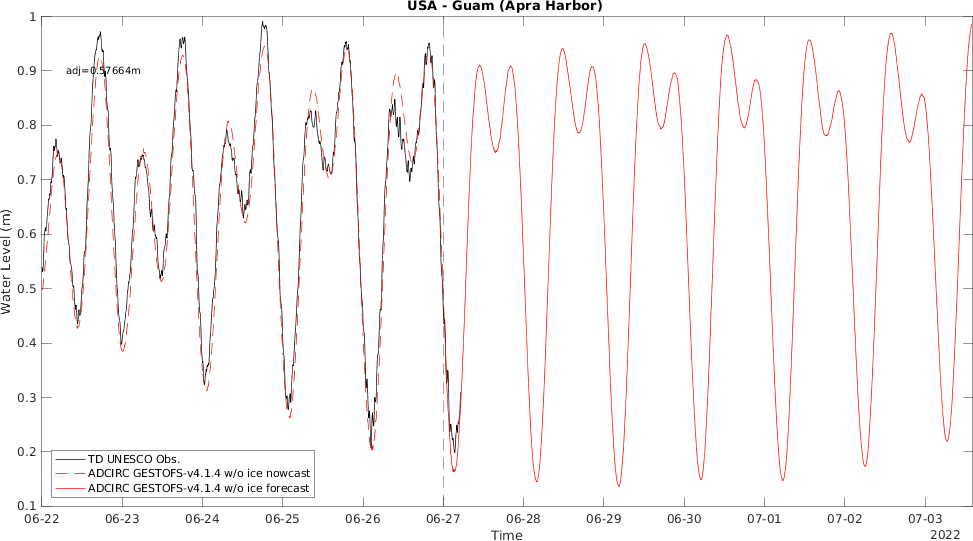 USA - Guam (Apra Harbor)
1
0.9
0.8
0.7
0.6
0.5
0.4
0.3
0.2
0.1
Water Level (m)
adj=0.57664m
TD UNESCO Obs.
ADCIRC GESTOFS-v4.1.4 w/o ice nowcast
ADCIRC GESTOFS-v4.1.4 w/o ice forecast
06-22 06-23 06-24 06-25 06-26 06-27 06-28 06-29 06-30 07-01 07-02 07-03
Time
2022